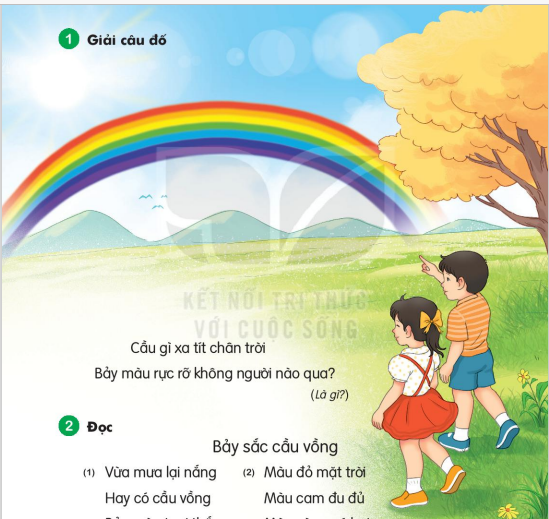 1 Giải câu đố
KẾT NỐI TRI THỨC
VỚI CUỘC SỐNG
Cầu gì xa tít chân trời
Bảy màu rực rỡ không người nào qua?
(Là gì?)
2 Đọc
Bảy sắc cầu vồng
(1) Vừa mưa lại nắng
Hay có cầu vồng
(2) Màu đỏ mặt trời
Màu cam đu đủ